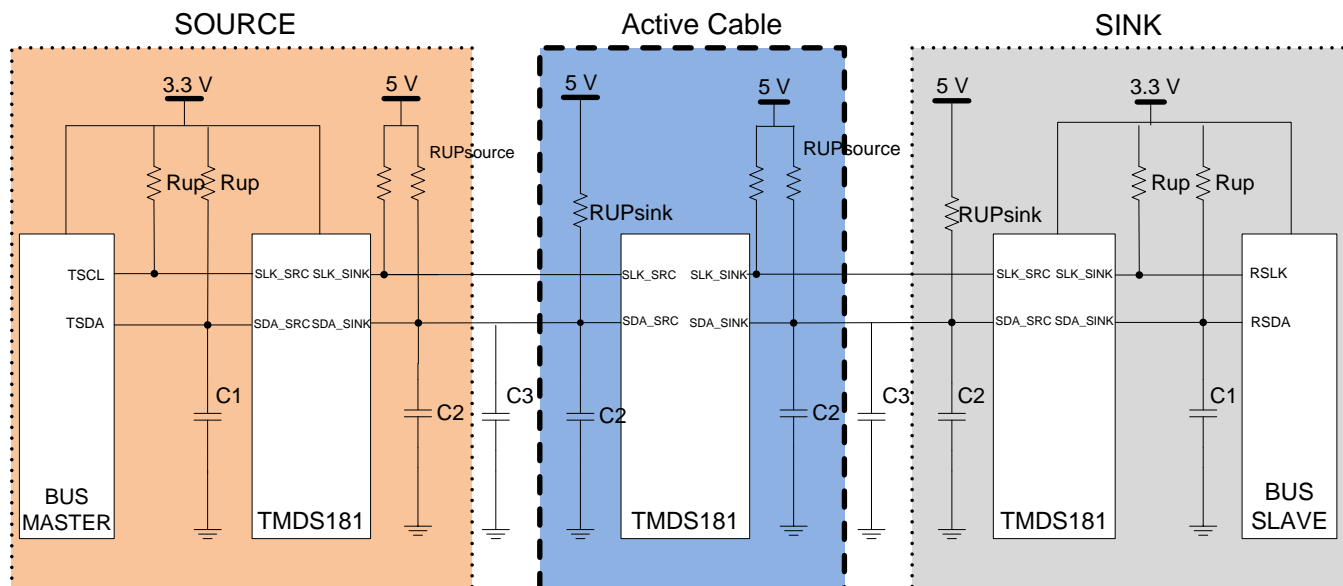 SOURCE
Active Cable
SINK
3.3 V
5 V
5 V
5 V
5 V
3.3 V
RUPsource
RUPsource
Rup
Rup
RUPsink
Rup
Rup
RUPsink
TSCL
SLK_SRC
SLK_SINK
SLK_SRC
SLK_SINK
SLK_SRC
SLK_SINK
RSLK
TSDA
SDA_SRC
SDA_SINK
SDA_SRC
SDA_SINK
SDA_SRC
SDA_SINK
RSDA
C1
C2
C3
C2
C2
C3
C2
C1
BUS
MASTER
TMDS181
TMDS181
TMDS181
BUS
SLAVE